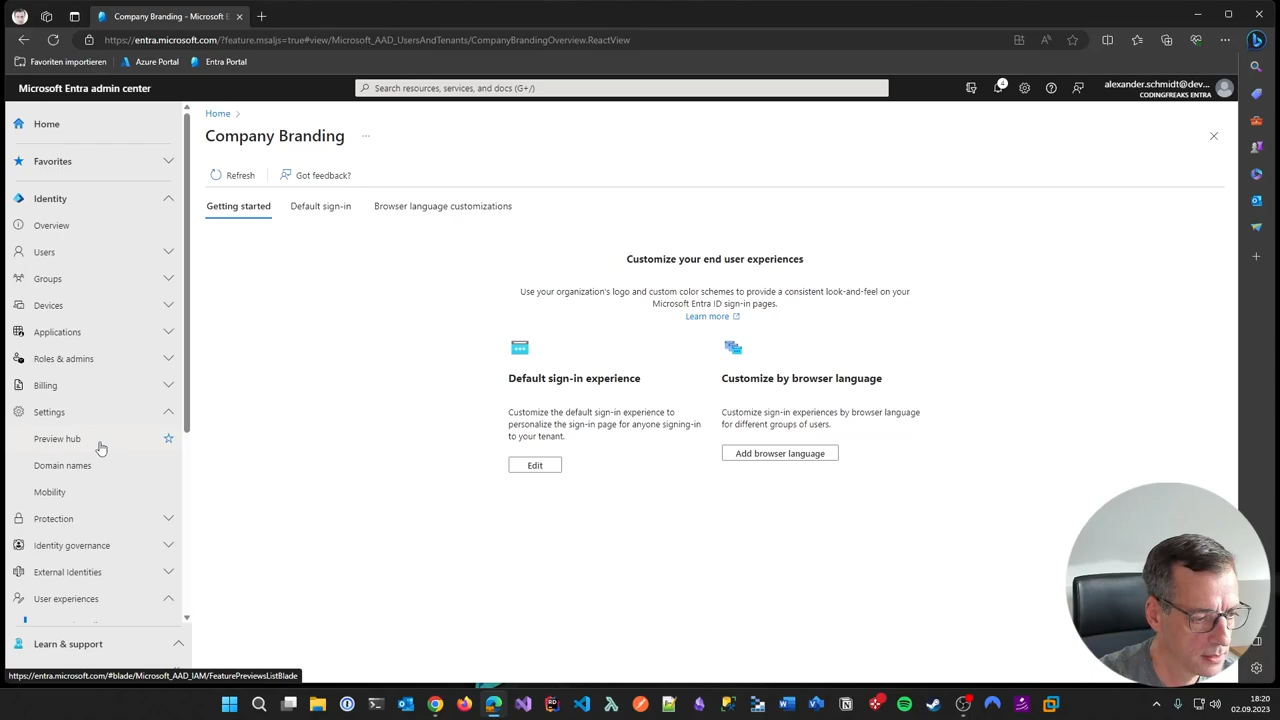 Company Branding - Microsoft E
https://entra.microsoft.com/?feature.msaljs=true#view/Microsoft_AAD_UsersAndTenants/CompanyBrandingOverview.ReactView
Favoriten importieren
Azure Portal
Entra Portal
Microsoft Entra admin center
Search resources, services, and docs (G+/)
4
alexander.schmidt@dev...
CODINGFREAKS ENTRA
Home
Favorites
Identity
Overview
Users
Groups
Devices
Applications
Roles & admins
Billing
Settings
Preview hub
Domain names
Mobility
Protection
Identity governance
External Identities
User experiences
Learn & support
Home
Company Branding
...
Refresh
Got feedback?
Getting started
Default sign-in
Browser language customizations
Customize your end user experiences
Use your organization's logo and custom color schemes to provide a consistent look-and-feel on your
Microsoft Entra ID sign-in pages.
Learn more
Default sign-in experience
Customize the default sign-in experience to
personalize the sign-in page for anyone signing-in
to your tenant.
Edit
Customize by browser language
Customize sign-in experiences by browser language
for different groups of users.
Add browser language
https://entra.microsoft.com/#blade/Microsoft_AAD_IAM/FeaturePreviewsListBlade
18:20
02.09.2023